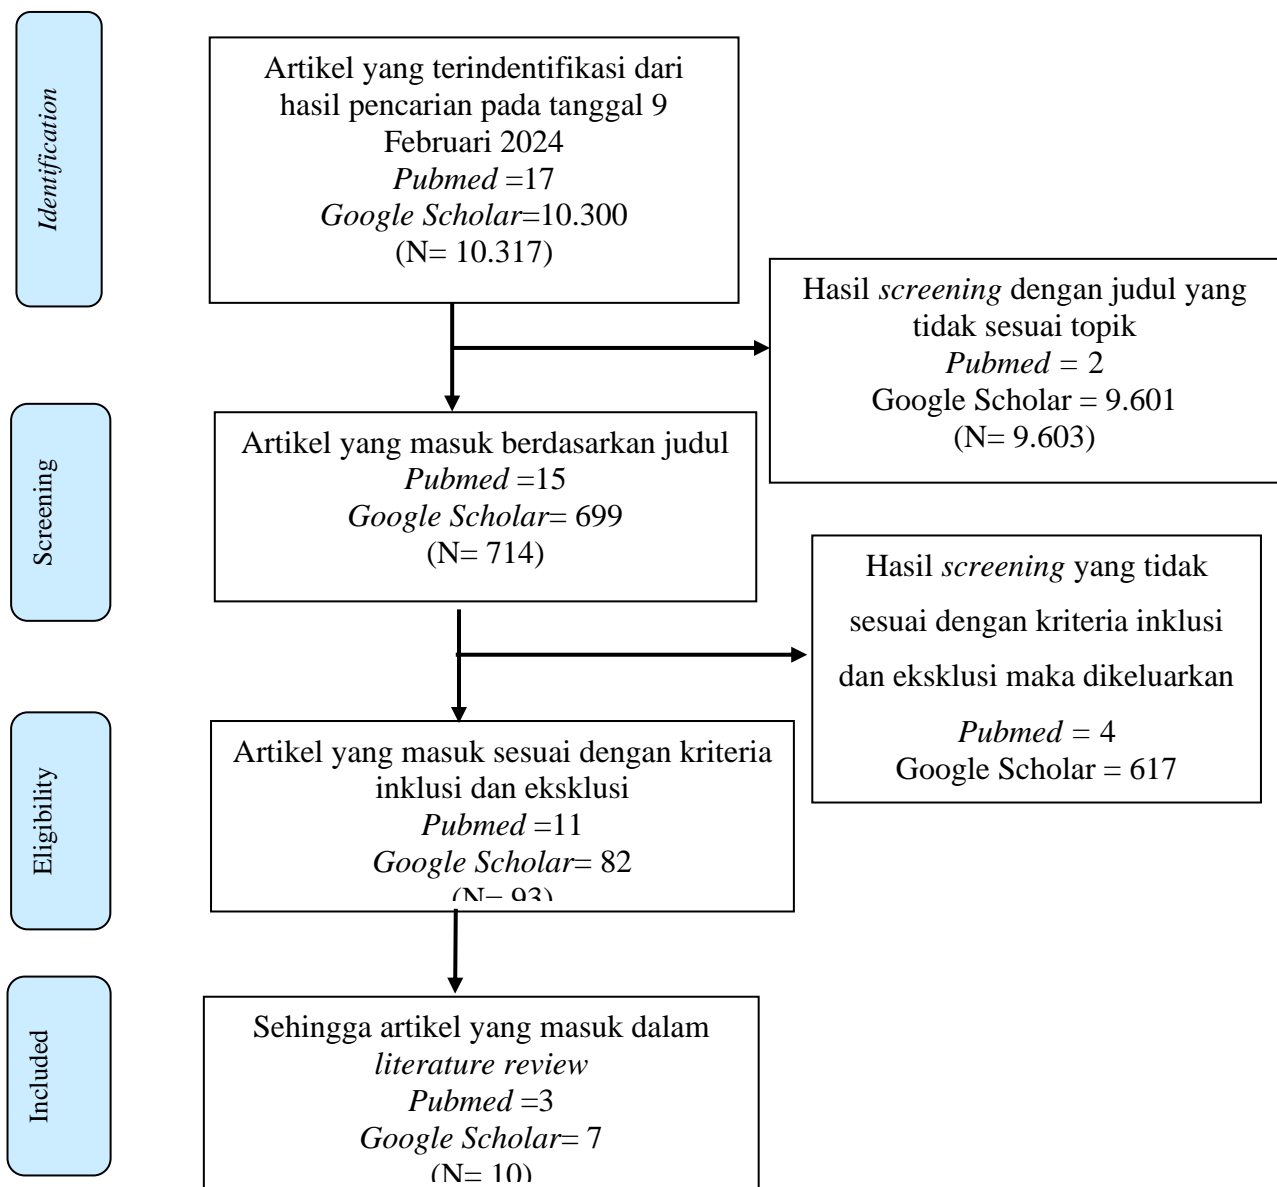 Identification
Artikel yang terindentifikasi dari
hasil pencarian pada tanggal 9
Februari 2024
Pubmed =17
Google Scholar=10.300
(N= 10.317)
Hasil screening dengan judul yang
tidak sesuai topik
Pubmed = 2
Google Scholar = 9.601
(N= 9.603)
Screening
Artikel yang masuk berdasarkan judul
Pubmed =15
Google Scholar= 699
(N= 714)
Hasil screening yang tidak
sesuai dengan kriteria inklusi
dan eksklusi maka dikeluarkan
Pubmed = 4
Google Scholar = 617
Eligibility
Artikel yang masuk sesuai dengan kriteria
inklusi dan eksklusi
Pubmed =11
Google Scholar= 82
(N= 93)
Included
Sehingga artikel yang masuk dalam
literature review
Pubmed =3
Google Scholar= 7
(N= 10)